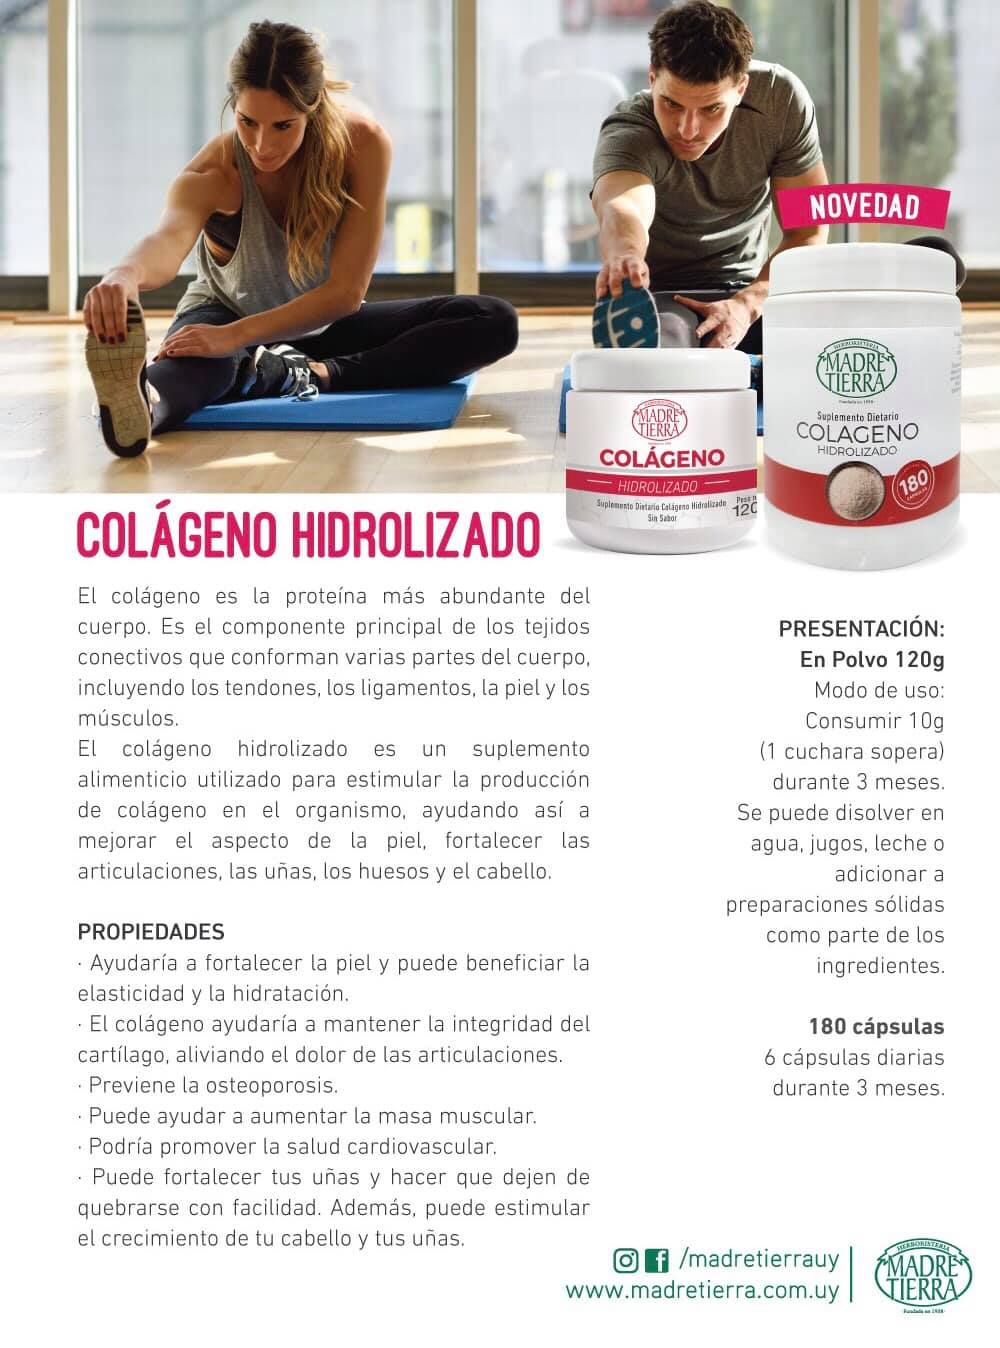 NOVEDAD
HERBORISTERIA
MADRE
TIERRA
Fundada en 1938
Suplemento Dietario
COLAGENO
HIDROLIZADO
180
CAPSULAS
MADRE
TIERRA
COLÁGENO
HIDROLIZADO
Suplemento Dietario Colágeno Hidrolizado
Sin Sabor
Peso
120
COLÁGENO HIDROLIZADO
El colágeno es la proteína más abundante del
cuerpo. Es el componente principal de los tejidos
conectivos que conforman varias partes del cuerpo,
incluyendo los tendones, los ligamentos, la piel y los
músculos.
El colágeno hidrolizado es un suplemento
alimenticio utilizado para estimular la producción
de colágeno en el organismo, ayudando así a
mejorar el aspecto de la piel, fortalecer las
articulaciones, las uñas, los huesos y el cabello.
PROPIEDADES
· Ayudaría a fortalecer la piel y puede beneficiar la
elasticidad y la hidratación.
· El colágeno ayudaría a mantener la integridad del
cartílago, aliviando el dolor de las articulaciones.
· Previene la osteoporosis.
· Puede ayudar a aumentar la masa muscular.
· Podría promover la salud cardiovascular.
· Puede fortalecer tus uñas y hacer que dejen de
quebrarse con facilidad. Además, puede estimular
el crecimiento de tu cabello y tus uñas.
PRESENTACIÓN:
En Polvo 120g
Modo de uso:
Consumir 10g
(1 cuchara sopera)
durante 3 meses.
Se puede disolver en
agua, jugos, leche o
adicionar a
preparaciones sólidas
como parte de los
ingredientes.
180 cápsulas
6 cápsulas diarias
durante 3 meses.
/madretierrauy
www.madretierra.com.uy
HERBORISTERIA
MADRE
TIERRA
Fundada en 1938